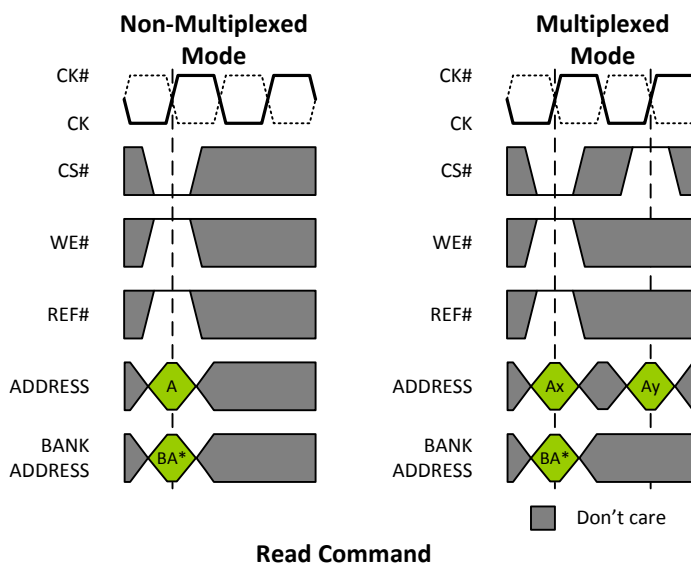 Non-Multiplexed
Mode
CK#
CK
CS#
WE#
REF#
ADDRESS
A
BANK
ADDRESS
BA*
Multiplexed
Mode
CK#
CK
CS#
WE#
REF#
ADDRESS
Ax
Ay
BANK
ADDRESS
BA*
Don't care
Read Command